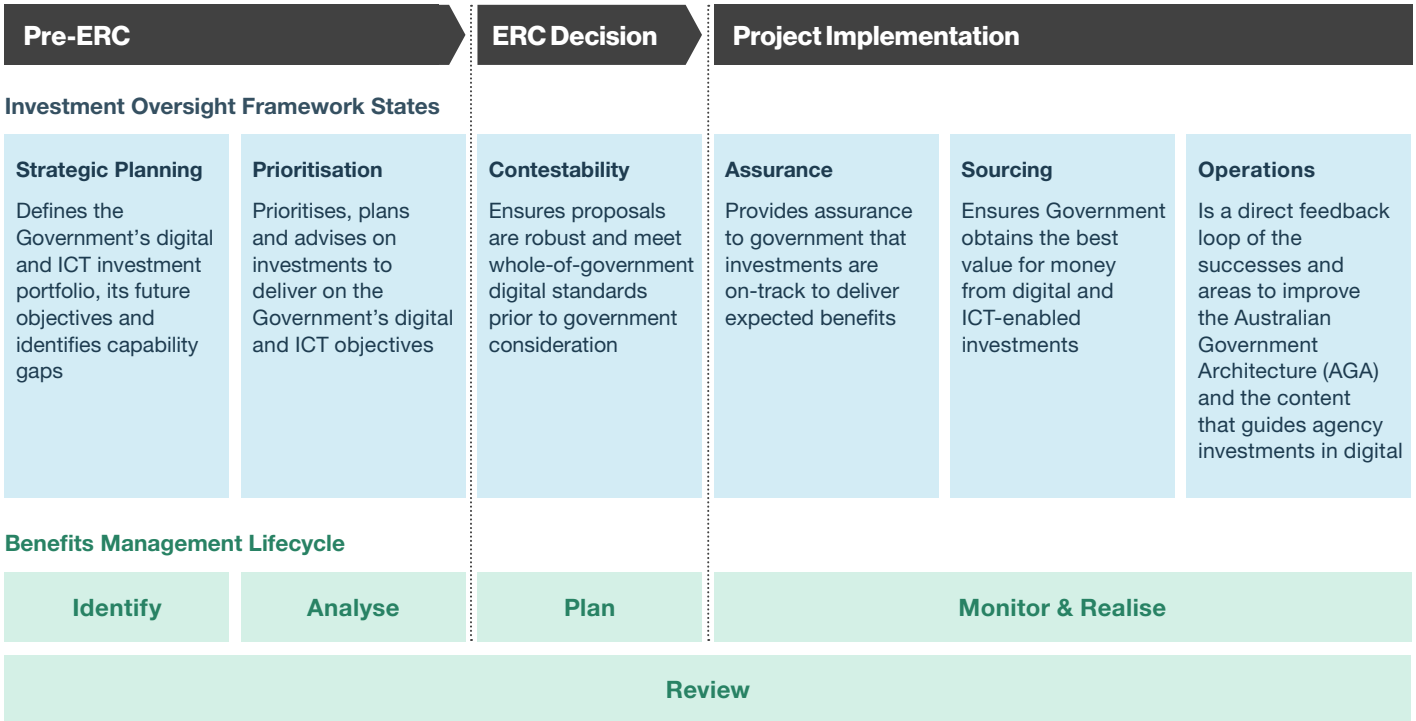 Pre-ERC
ERC Decision
Project Implementation
Investment Oversight Framework States
Strategic Planning
Defines the
Government’s digital
and ICT investment
portfolio, its future
objectives and
identifies capability
gaps
Prioritisation
Prioritises, plans
and advises on
investments to
deliver on the
Government’s digital
and ICT objectives
Contestability
Ensures proposals
are robust and meet
whole-of-government
digital standards
prior to government
consideration
Assurance
Provides assurance
to government that
investments are
on-track to deliver
expected benefits
Sourcing
Ensures Government
obtains the best
value for money
from digital and
ICT-enabled
investments
Operations
Is a direct feedback
loop of the
successes and
areas to improve
the Australian
Government
Architecture (AGA)
and the content
that guides agency
investments in digital
Benefits Management Lifecycle
Identify
Analyse
Plan
Monitor & Realise
Review